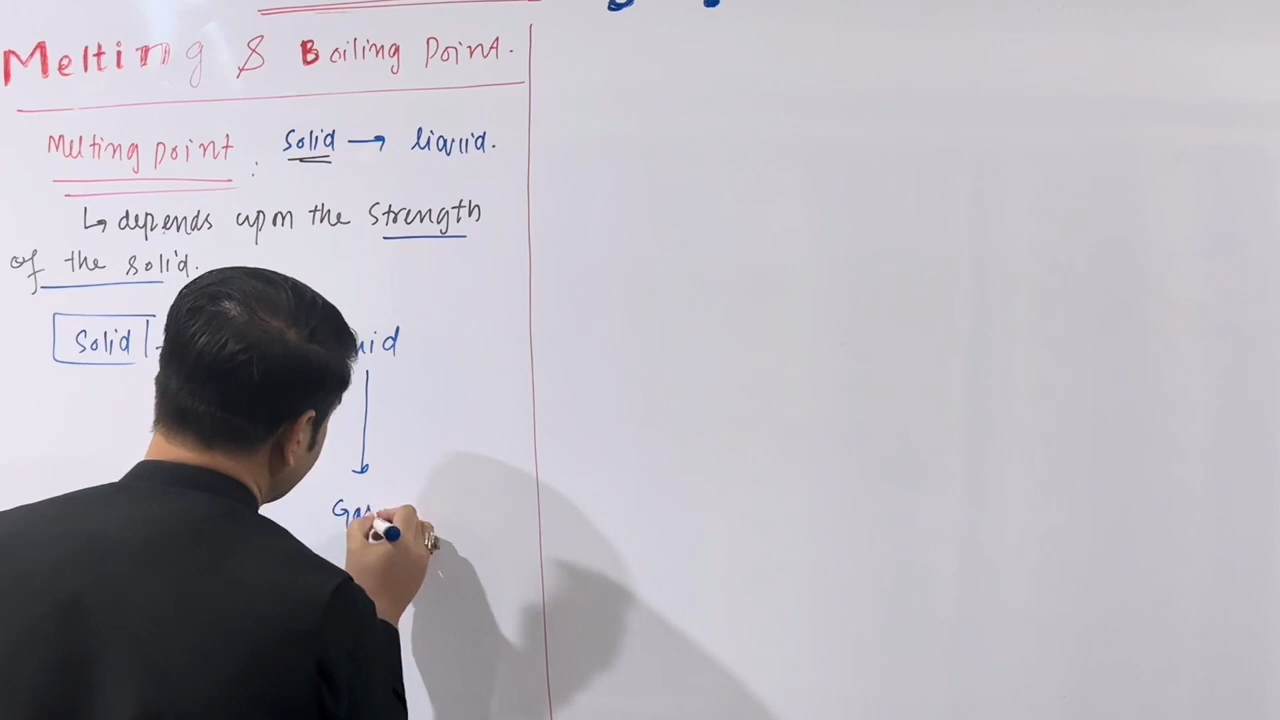 Melting & Boiling Point.
Melting point : Solid → liquid.
↳ depends upon the strength
of the solid.
Solid